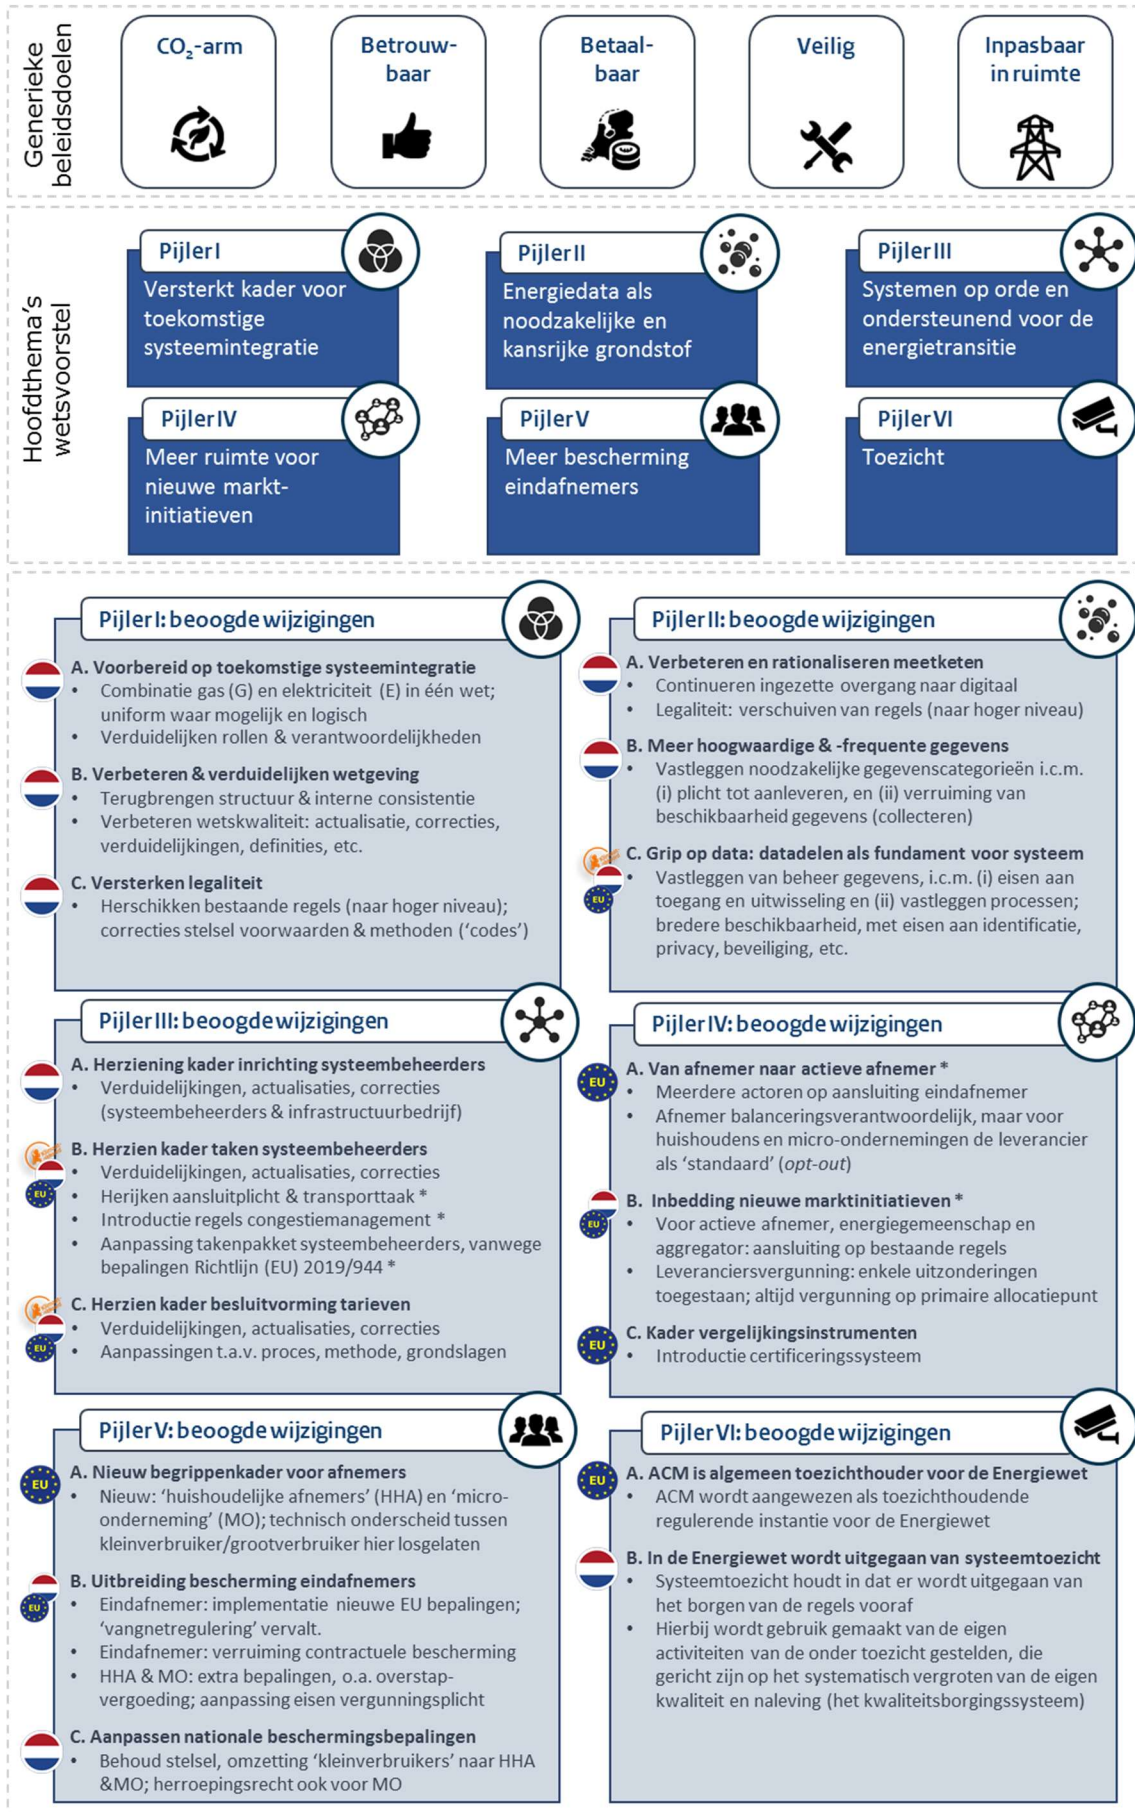 Generieke
beleidsdoelen
CO₂-arm
Betrouw-
baar
Betaal-
baar
Veilig
Inpasbaar
in ruimte
Hoofdthema's
wetsvoorstel
Pijler I
Versterkt kader voor
toekomstige
systeemintegratie
Pijler II
Energiedata als
noodzakelijke en
kansrijke grondstof
Pijler III
Systemen op orde en
ondersteunend voor de
energietransitie
Pijler IV
Meer ruimte voor
nieuwe markt-
initiatieven
Pijler V
Meer bescherming
eindafnemers
Pijler VI
Toezicht
Pijler I: beoogde wijzigingen
A. Voorbereid op toekomstige systeemintegratie
• Combinatie gas (G) en elektriciteit (E) in één wet;
uniform waar mogelijk en logisch
• Verduidelijken rollen & verantwoordelijkheden
B. Verbeteren & verduidelijken wetgeving
• Terugbrengen structuur & interne consistentie
• Verbeteren wetskwaliteit: actualisatie, correcties,
verduidelijkingen, definities, etc.
C. Versterken legaliteit
• Herschikken bestaande regels (naar hoger niveau);
correcties stelsel voorwaarden & methoden ('codes')
Pijler II: beoogde wijzigingen
A. Verbeteren en rationaliseren meetketen
• Continueren ingezette overgang naar digitaal
• Legaliteit: verschuiven van regels (naar hoger niveau)
B. Meer hoogwaardige & -frequente gegevens
• Vastleggen noodzakelijke gegevenscategorieën i.c.m.
(i) plicht tot aanleveren, en (ii) verruiming van
beschikbaarheid gegevens (collecteren)
C. Grip op data: datadelen als fundament voor systeem
EU
• Vastleggen van beheer gegevens, i.c.m. (i) eisen aan
toegang en uitwisseling en (ii) vastleggen processen;
bredere beschikbaarheid, met eisen aan identificatie,
privacy, beveiliging, etc.
Pijler III: beoogde wijzigingen
A. Herziening kader inrichting systeembeheerders
• Verduidelijkingen, actualisaties, correcties
(systeembeheerders & infrastructuurbedrijf)
B. Herzien kader taken systeembeheerders
EU
• Verduidelijkingen, actualisaties, correcties
• Herijken aansluitplicht & transporttaak *
• Introductie regels congestiemanagement *
• Aanpassing takenpakket systeembeheerders, vanwege
bepalingen Richtlijn (EU) 2019/944 *
C. Herzien kader besluitvorming tarieven
EU
• Verduidelijkingen, actualisaties, correcties
• Aanpassingen t.a.v. proces, methode, grondslagen
Pijler IV: beoogde wijzigingen
EU
A. Van afnemer naar actieve afnemer *
• Meerdere actoren op aansluiting eindafnemer
• Afnemer balanceringsverantwoordelijk, maar voor
huishoudens en micro-ondernemingen de leverancier
als 'standaard' (opt-out)
EU
B. Inbedding nieuwe marktinitiatieven *
• Voor actieve afnemer, energiegemeenschap en
aggregator: aansluiting op bestaande regels
• Leveranciersvergunning: enkele uitzonderingen
toegestaan; altijd vergunning op primaire allocatiepunt
EU
C. Kader vergelijkingsinstrumenten
• Introductie certificeringssysteem
Pijler V: beoogde wijzigingen
EU
A. Nieuw begrippenkader voor afnemers
• Nieuw: 'huishoudelijke afnemers' (HHA) en 'micro-
onderneming' (MO); technisch onderscheid tussen
kleinverbruiker/grootverbruiker hier losgelaten
EU
B. Uitbreiding bescherming eindafnemers
• Eindafnemer: implementatie nieuwe EU bepalingen;
'vangnetregulering' vervalt.
• Eindafnemer: verruiming contractuele bescherming
• HHA & MO: extra bepalingen, o.a. overstap-
vergoeding; aanpassing eisen vergunningsplicht
C. Aanpassen nationale beschermingsbepalingen
• Behoud stelsel, omzetting 'kleinverbruikers' naar HHA
&MO; herroepingsrecht ook voor MO
Pijler VI: beoogde wijzigingen
EU
A. ACM is algemeen toezichthouder voor de Energiewet
• ACM wordt aangewezen als toezichthoudende
regulerende instantie voor de Energiewet
B. In de Energiewet wordt uitgegaan van systeemtoezicht
• Systeemtoezicht houdt in dat er wordt uitgegaan van
het borgen van de regels vooraf
• Hierbij wordt gebruik gemaakt van de eigen
activiteiten van de onder toezicht gestelden, die
gericht zijn op het systematisch vergroten van de eigen
kwaliteit en naleving (het kwaliteitsborgingssysteem)